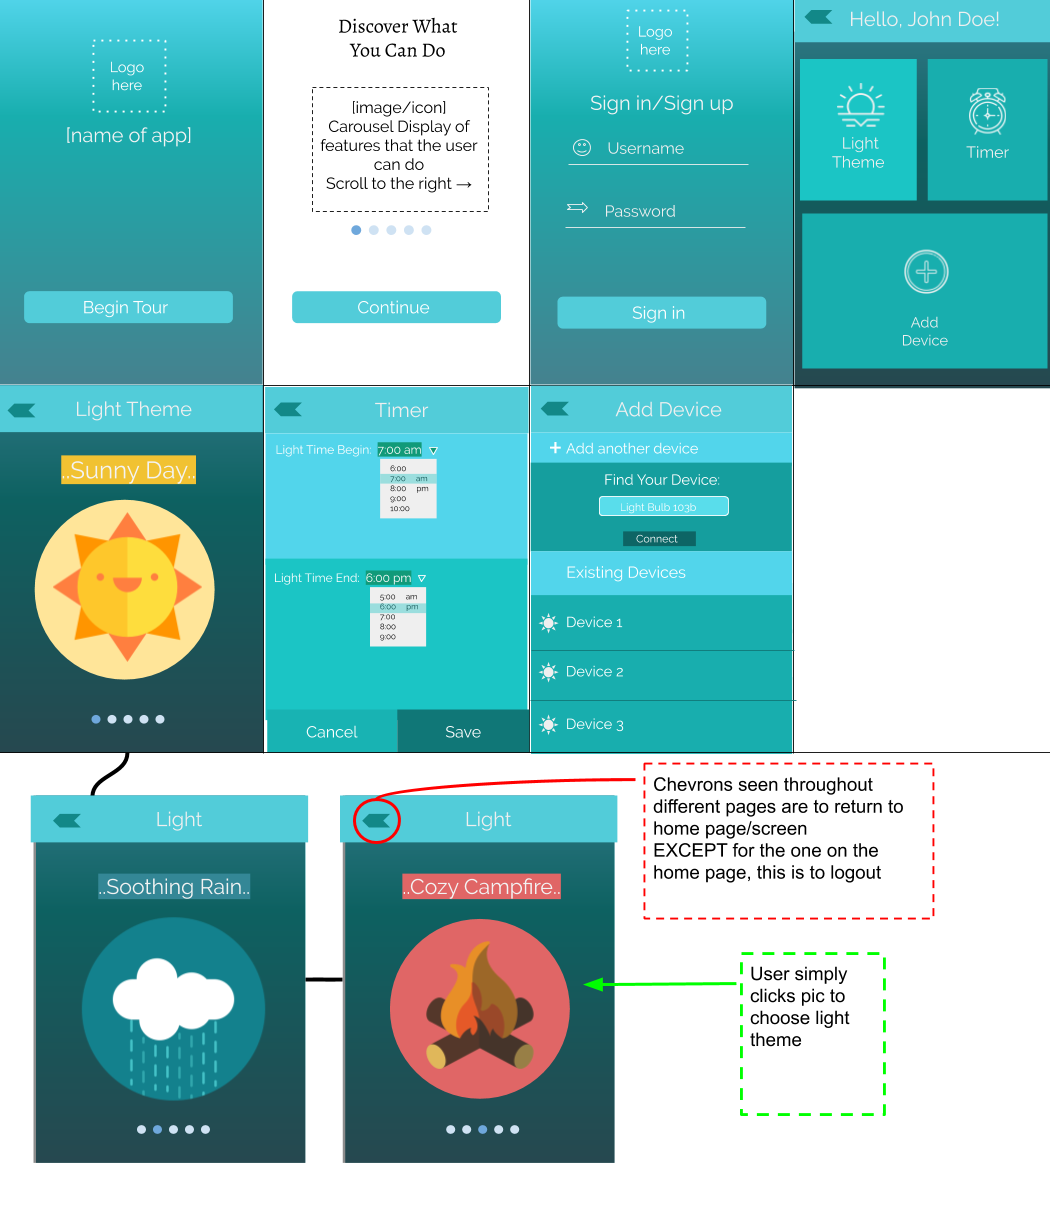 Logo
here
[name of app]
Begin Tour
Discover What
You Can Do
[image/icon]
Carousel Display of
features that the user
can do
Scroll to the right →
Continue
Logo
here
Sign in/Sign up
Username
Password
Sign in
Hello, John Doe!
Light
Theme
Timer
Add
Device
Light Theme
..Sunny Day..
Timer
Light Time Begin: 7:00 am
6:00
7:00 am
8:00 pm
9:00
10:00
Light Time End: 6:00 pm
5:00 am
6:00 pm
7:00
8:00
9:00
Cancel
Save
Add Device
+ Add another device
Find Your Device:
Light Bulb 103b
Connect
Existing Devices
Device 1
Device 2
Device 3
Light
..Soothing Rain..
Light
..Cozy Campfire..
Chevrons seen throughout
different pages are to return to
home page/screen
EXCEPT for the one on the
home page, this is to logout
User simply
clicks pic to
choose light
theme